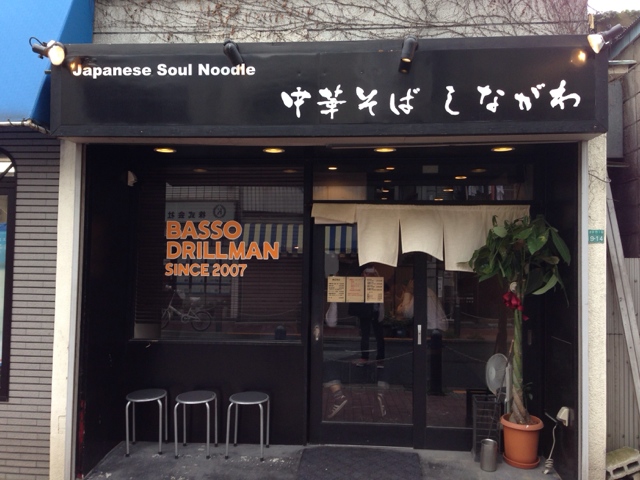 Japanese Soul Noodle
中華そば しながわ
BASSO
DRILLMAN
SINCE 2007